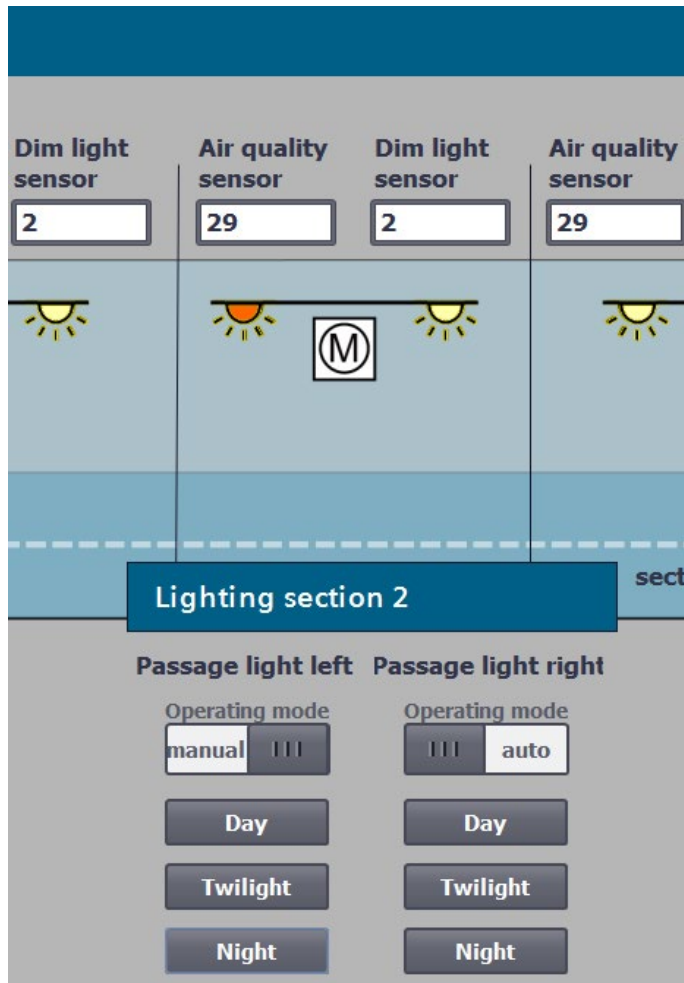 Dim light
sensor
Air quality
sensor
Dim light
sensor
Air quality
sensor
2
29
2
29
M
sect
Lighting section 2
Passage light left
Passage light right
Operating mode
Operating mode
manual
auto
Day
Day
Twilight
Twilight
Night
Night